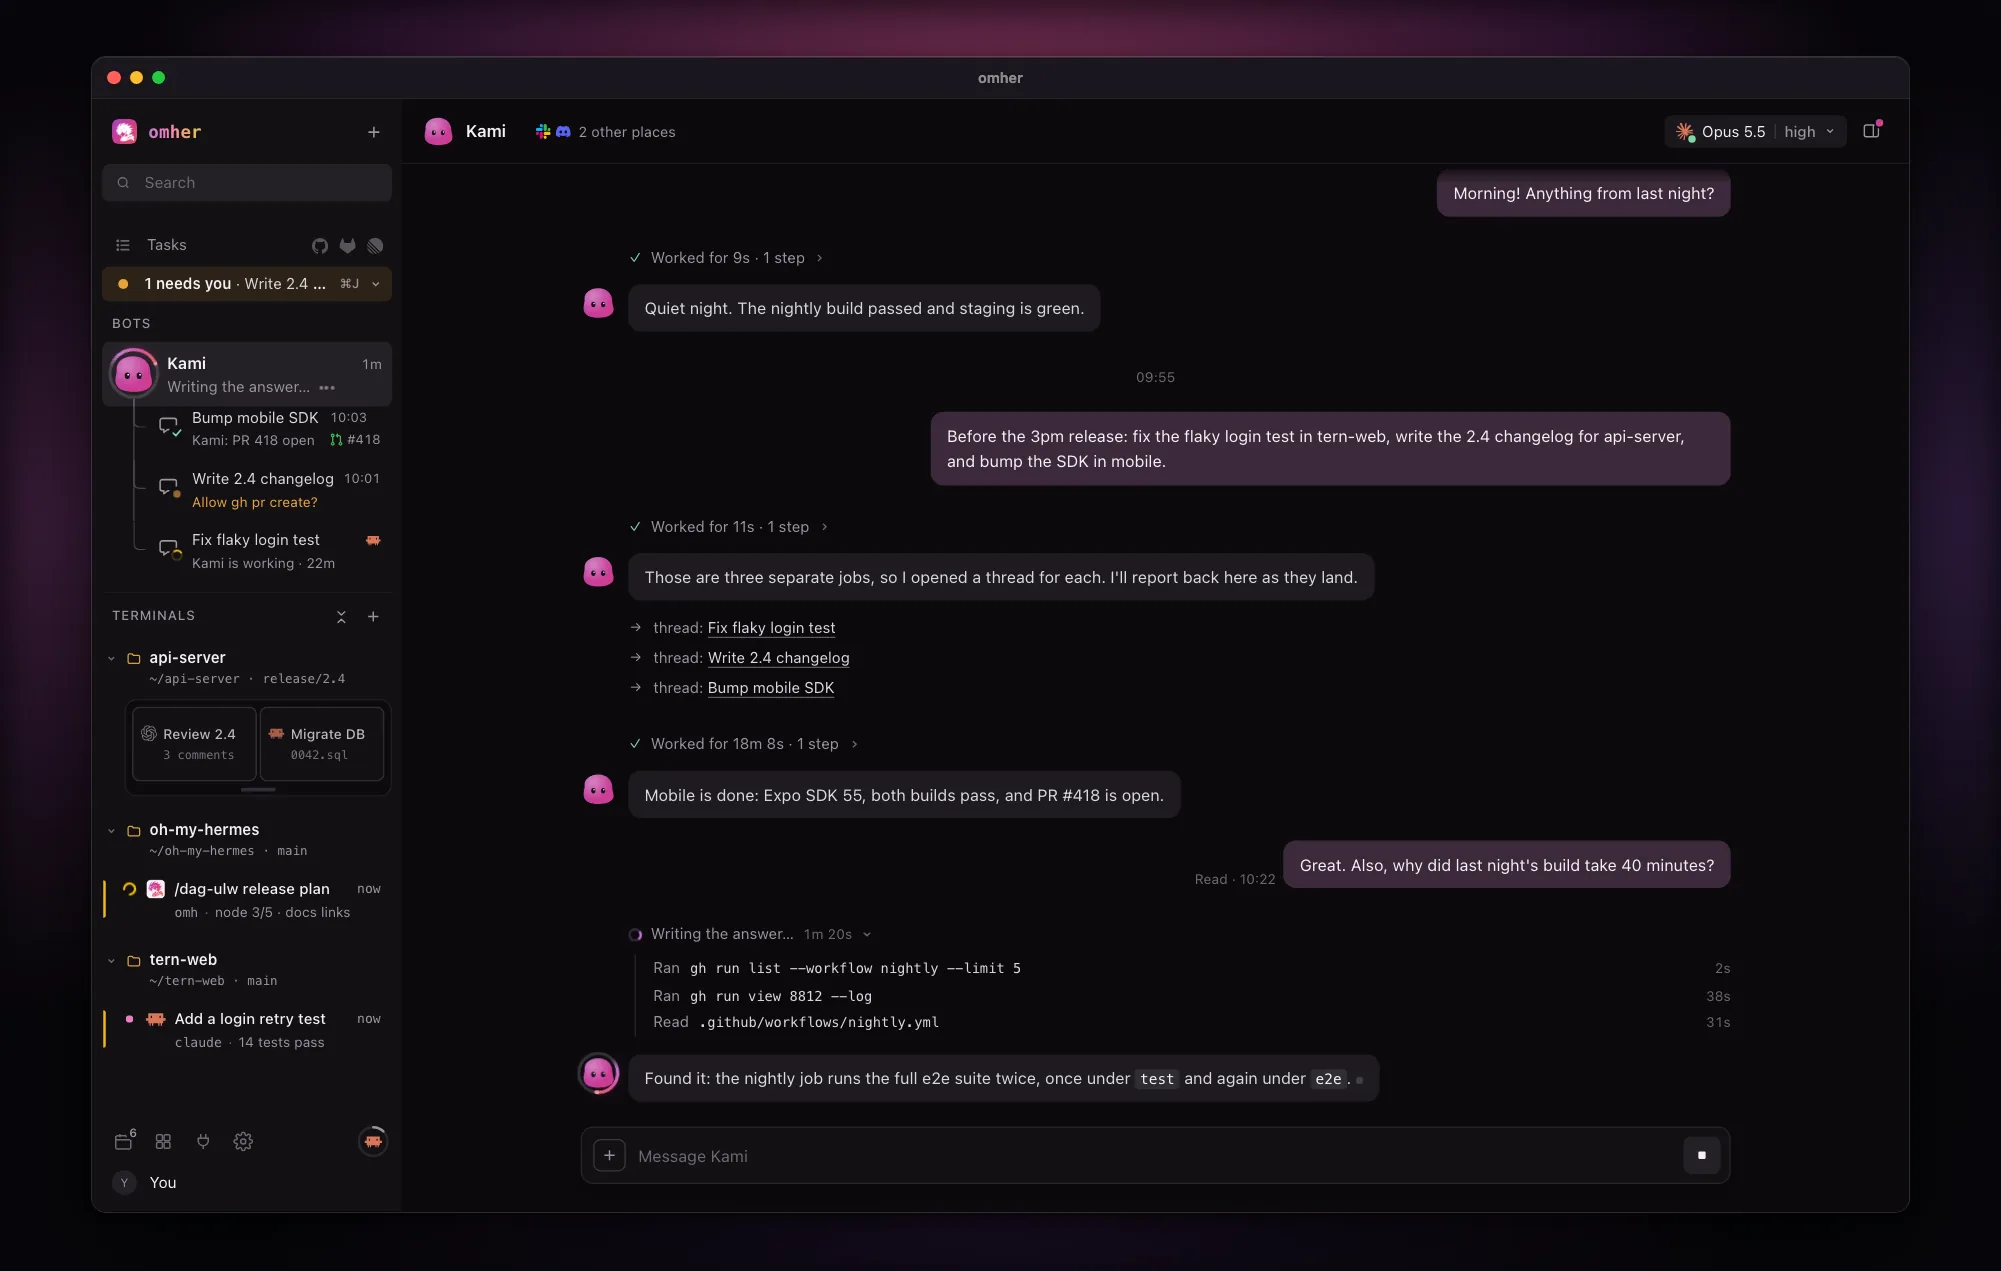 omher
omher
Search
Tasks
1 needs you · Write 2.4 ... ⌘J
BOTS
Kami 1m
Writing the answer...
Bump mobile SDK 10:03
Kami: PR 418 open #418
Write 2.4 changelog 10:01
Allow gh pr create?
Fix flaky login test
Kami is working · 22m
TERMINALS
api-server
~/api-server · release/2.4
Review 2.4
3 comments
Migrate DB
0042.sql
oh-my-hermes
~/oh-my-hermes · main
/dag-ulw release plan now
omh · node 3/5 · docs links
tern-web
~/tern-web · main
Add a login retry test now
claude · 14 tests pass
6
Y You
Kami 2 other places
Opus 5.5 high
Morning! Anything from last night?
Worked for 9s · 1 step
Quiet night. The nightly build passed and staging is green.
09:55
Before the 3pm release: fix the flaky login test in tern-web, write the 2.4 changelog for api-server,
and bump the SDK in mobile.
Worked for 11s · 1 step
Those are three separate jobs, so I opened a thread for each. I'll report back here as they land.
→ thread: Fix flaky login test
→ thread: Write 2.4 changelog
→ thread: Bump mobile SDK
Worked for 18m 8s · 1 step
Mobile is done: Expo SDK 55, both builds pass, and PR #418 is open.
Great. Also, why did last night's build take 40 minutes?
Read · 10:22
Writing the answer... 1m 20s
Ran gh run list --workflow nightly --limit 5 2s
Ran gh run view 8812 --log 38s
Read .github/workflows/nightly.yml 31s
Found it: the nightly job runs the full e2e suite twice, once under test and again under e2e.
Message Kami